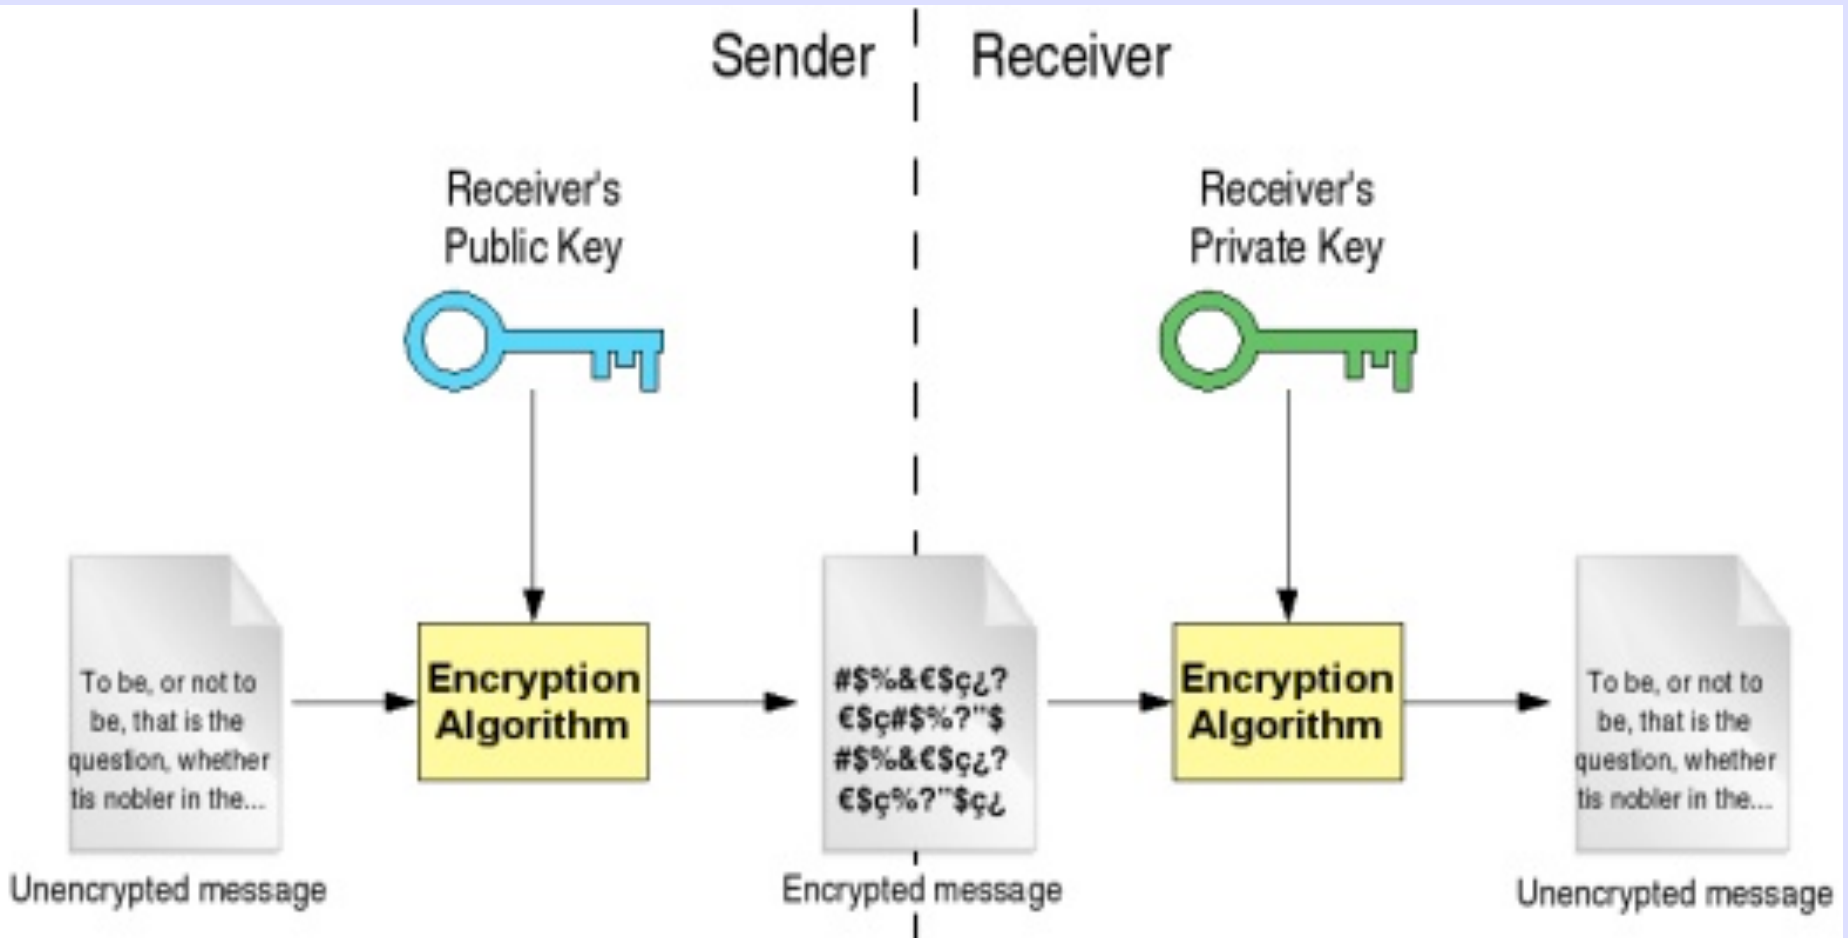 Sender
Receiver
Receiver's
Public Key
Receiver's
Private Key
To be, or not to
be, that is the
question, whether
tis nobler in the...
Unencrypted message
Encryption
Algorithm
#$%&€$ç¿?
€$ç#$%?"$
#$%&€$ç¿?
€$ç%?"$ç¿
Encrypted message
Encryption
Algorithm
To be, or not to
be, that is the
question, whether
tis nobler in the...
Unencrypted message